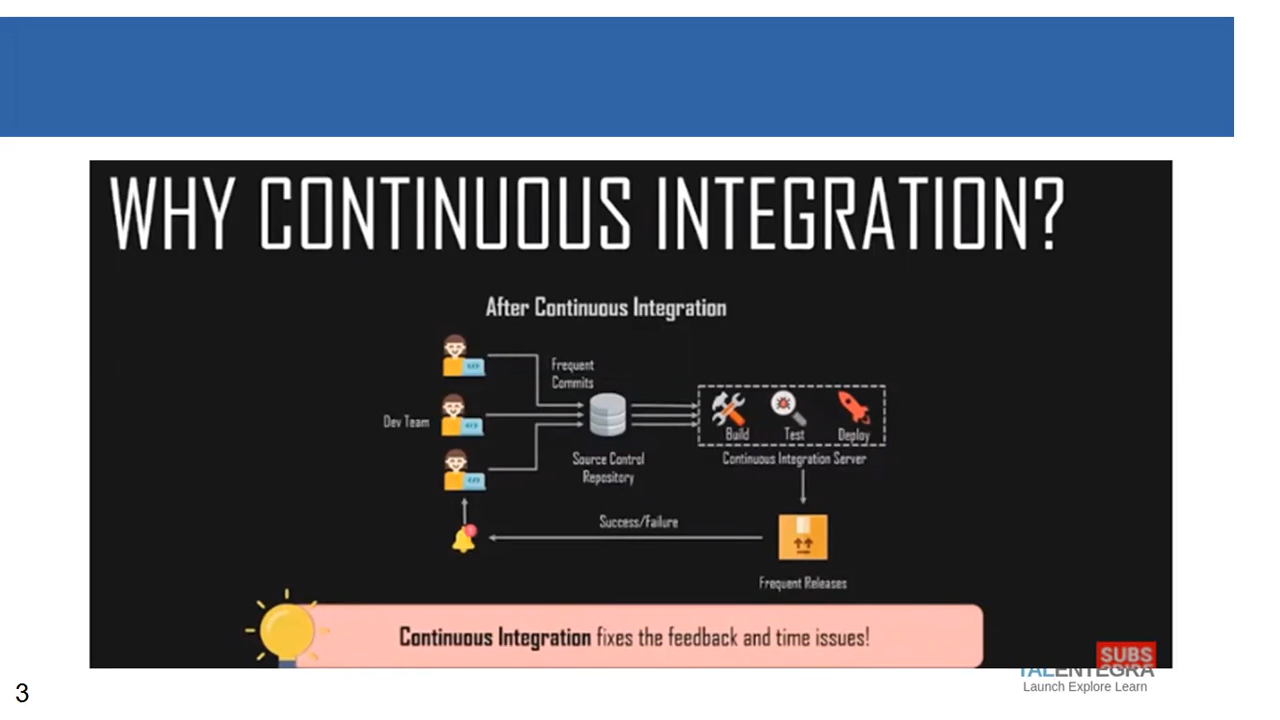 WHY CONTINUOUS INTEGRATION?
After Continuous Integration
Frequent
Commits
Dev Team
Build
Test
Deploy
Source Control
Repository
Continuous Integration Server
Success/Failure
Frequent Releases
Continuous Integration fixes the feedback and time issues!
SUBS
TALENTEGRA
Launch Explore Learn
3